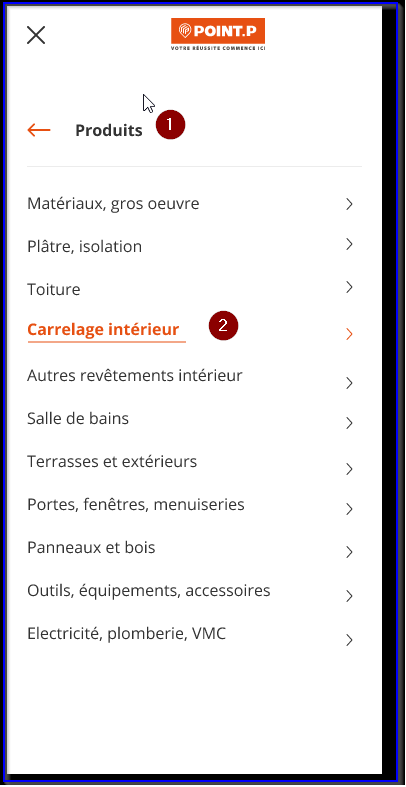 POINT.P
VOTRE RÉUSSITE COMMENCE ICI
Produits 1
Matériaux, gros oeuvre
Plâtre, isolation
Toiture
Carrelage intérieur 2
Autres revêtements intérieur
Salle de bains
Terrasses et extérieurs
Portes, fenêtres, menuiseries
Panneaux et bois
Outils, équipements, accessoires
Electricité, plomberie, VMC